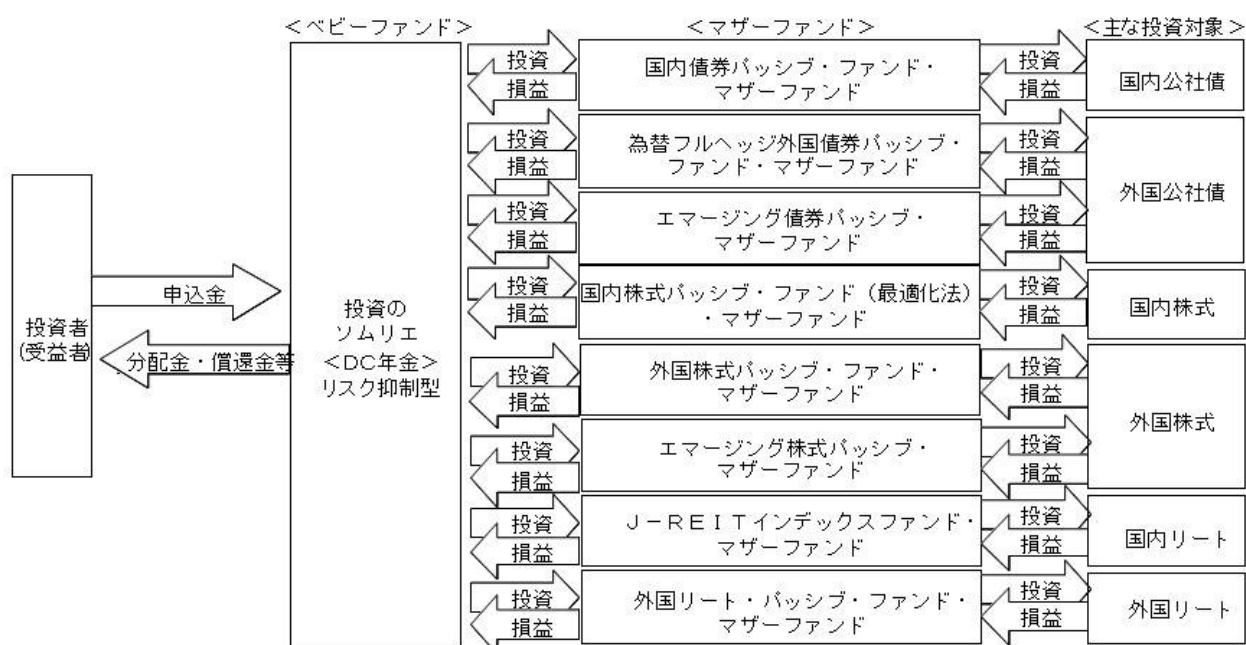 ＜ベビーファンド＞
＜マザーファンド＞
＜主な投資対象＞
投資者
(受益者)
申込金
分配金・償還金等
投資の
ソムリエ
＜DC年金＞
リスク抑制型
投資
損益
国内債券パッシブ・ファンド・
マザーファンド
投資
損益
国内公社債
投資
損益
為替フルヘッジ外国債券パッシブ・
ファンド・マザーファンド
投資
損益
外国公社債
投資
損益
エマージング債券パッシブ・
マザーファンド
投資
損益
投資
損益
国内株式パッシブ・ファンド（最適化法）
・マザーファンド
投資
損益
国内株式
投資
損益
外国株式パッシブ・ファンド・
マザーファンド
投資
損益
外国株式
投資
損益
エマージング株式パッシブ・
マザーファンド
投資
損益
投資
損益
Ｊ－ＲＥＩＴインデックスファンド・
マザーファンド
投資
損益
国内リート
投資
損益
外国リート・パッシブ・ファンド・
マザーファンド
投資
損益
外国リート